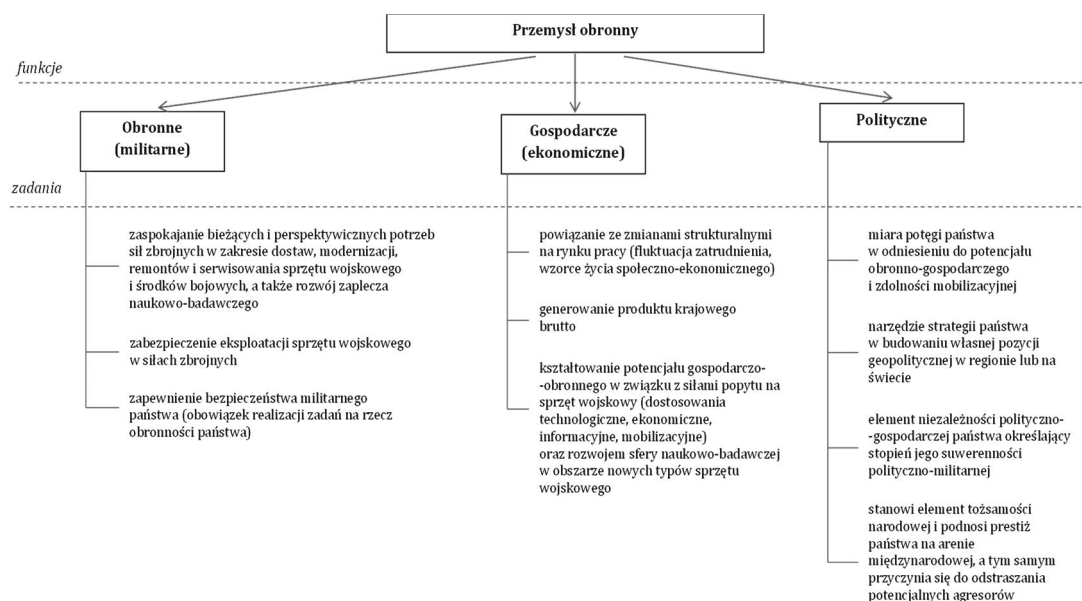 Przemysł obronny
funkcje
Obronne
(militarne)
Gospodarcze
(ekonomiczne)
Polityczne
zadania
zaspokajanie bieżących i perspektywicznych potrzeb
sił zbrojnych w zakresie dostaw, modernizacji,
remontów i serwisowania sprzętu wojskowego
i środków bojowych, a także rozwój zaplecza
naukowo-badawczego
zabezpieczenie eksploatacji sprzętu wojskowego
w siłach zbrojnych
zapewnienie bezpieczeństwa militarnego
państwa (obowiązek realizacji zadań na rzecz
obronności państwa)
powiązanie ze zmianami strukturalnymi
na rynku pracy (fluktuacja zatrudnienia,
wzorce życia społeczno-ekonomicznego)
generowanie produktu krajowego
brutto
kształtowanie potencjału gospodarczo-
-obronnego w związku z siłami popytu na
sprzęt wojskowy (dostosowania
technologiczne, ekonomiczne,
informacyjne, mobilizacyjne)
oraz rozwojem sfery naukowo-badawczej
w obszarze nowych typów sprzętu
wojskowego
miara potęgi państwa
w odniesieniu do potencjału
obronno-gospodarczego
i zdolności mobilizacyjnej
narzędzie strategii państwa
w budowaniu własnej pozycji
geopolitycznej w regionie lub na
świecie
element niezależności polityczno-
-gospodarczej państwa określający
stopień jego suwerenności
polityczno-militarnej
stanowi element tożsamości
narodowej i podnosi prestiż
państwa na arenie
międzynarodowej, a tym samym
przyczynia się do odstraszania
potencjalnych agresorów